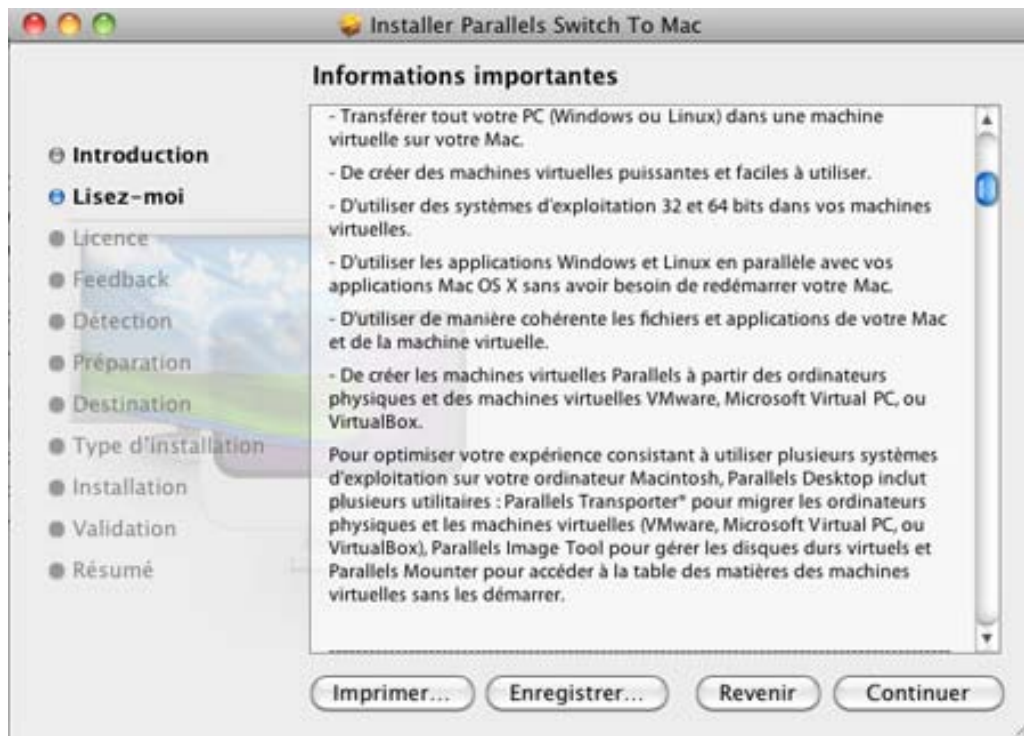 Installer Parallels Switch To Mac
Informations importantes
Introduction
Lisez-moi
Licence
Feedback
Détection
Préparation
Destination
Type d'installation
Installation
Validation
Résumé
- Transférer tout votre PC (Windows ou Linux) dans une machine
virtuelle sur votre Mac.
- De créer des machines virtuelles puissantes et faciles à utiliser.
- D'utiliser des systèmes d'exploitation 32 et 64 bits dans vos machines
virtuelles.
- D'utiliser les applications Windows et Linux en parallèle avec vos
applications Mac OS X sans avoir besoin de redémarrer votre Mac.
- D'utiliser de manière cohérente les fichiers et applications de votre Mac
et de la machine virtuelle.
- De créer les machines virtuelles Parallels à partir des ordinateurs
physiques et des machines virtuelles VMware, Microsoft Virtual PC, ou
VirtualBox.
Pour optimiser votre expérience consistant à utiliser plusieurs systèmes
d'exploitation sur votre ordinateur Macintosh, Parallels Desktop inclut
plusieurs utilitaires : Parallels Transporter* pour migrer les ordinateurs
physiques et les machines virtuelles (VMware, Microsoft Virtual PC, ou
VirtualBox), Parallels Image Tool pour gérer les disques durs virtuels et
Parallels Mounter pour accéder à la table des matières des machines
virtuelles sans les démarrer.
Imprimer... Enregistrer... Revenir Continuer